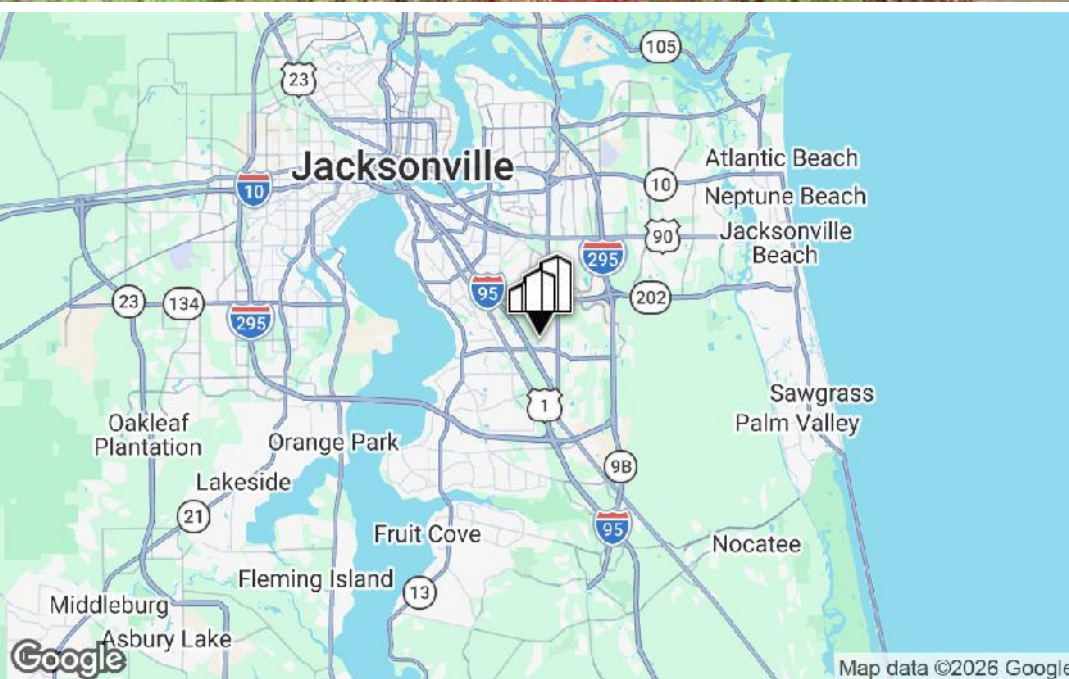 105
23
Jacksonville
Atlantic Beach
10
10
Neptune Beach
90
Jacksonville
Beach
295
95
202
23
134
295
Sawgrass
1
Palm Valley
Oakleaf
Plantation
Orange Park
9B
Lakeside
21
95
Fruit Cove
Nocatee
Fleming Island
13
Middleburg
Asbury Lake
Google
Map data ©2026 Google